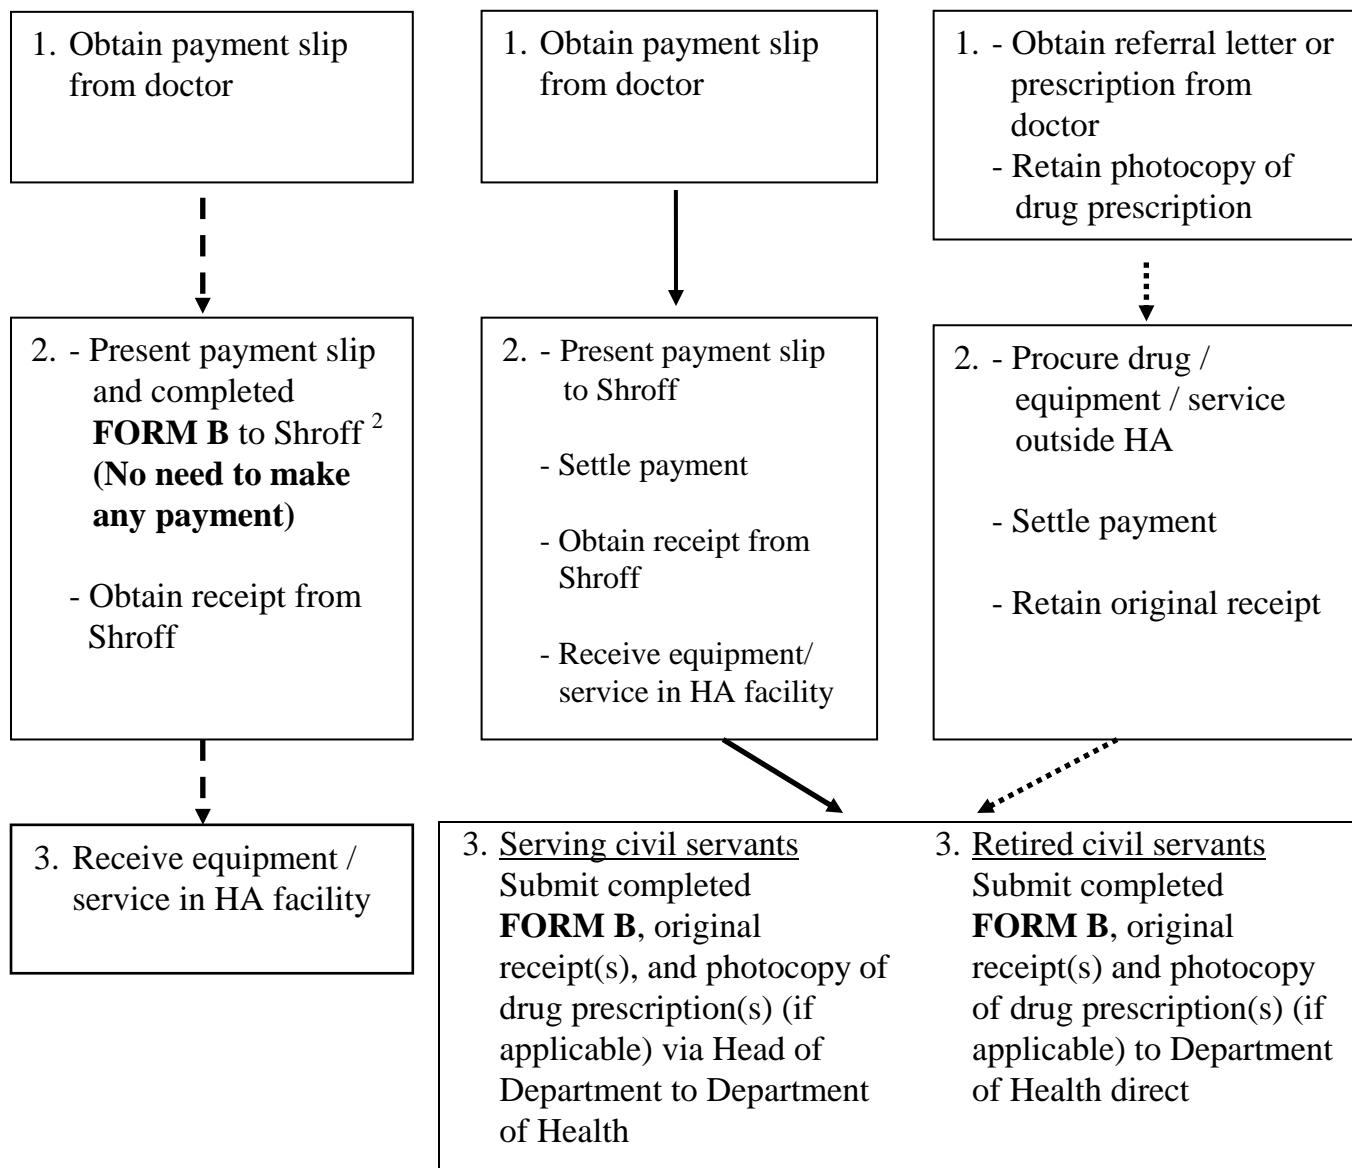 1. Obtain payment slip
from doctor
1. Obtain payment slip
from doctor
1. - Obtain referral letter or
prescription from
doctor
- Retain photocopy of
drug prescription
2. - Present payment slip
and completed
FORM B to Shroff 2
(No need to make
any payment)
- Obtain receipt from
Shroff
2. - Present payment slip
to Shroff
- Settle payment
- Obtain receipt from
Shroff
- Receive equipment/
service in HA facility
2. - Procure drug /
equipment / service
outside HA
- Settle payment
- Retain original receipt
3. Receive equipment /
service in HA facility
3. Serving civil servants
Submit completed
FORM B, original
receipt(s), and photocopy of
drug prescription(s) (if
applicable) via Head of
Department to Department
of Health
3. Retired civil servants
Submit completed
FORM B, original
receipt(s) and photocopy
of drug prescription(s) (if
applicable) to Department
of Health direct